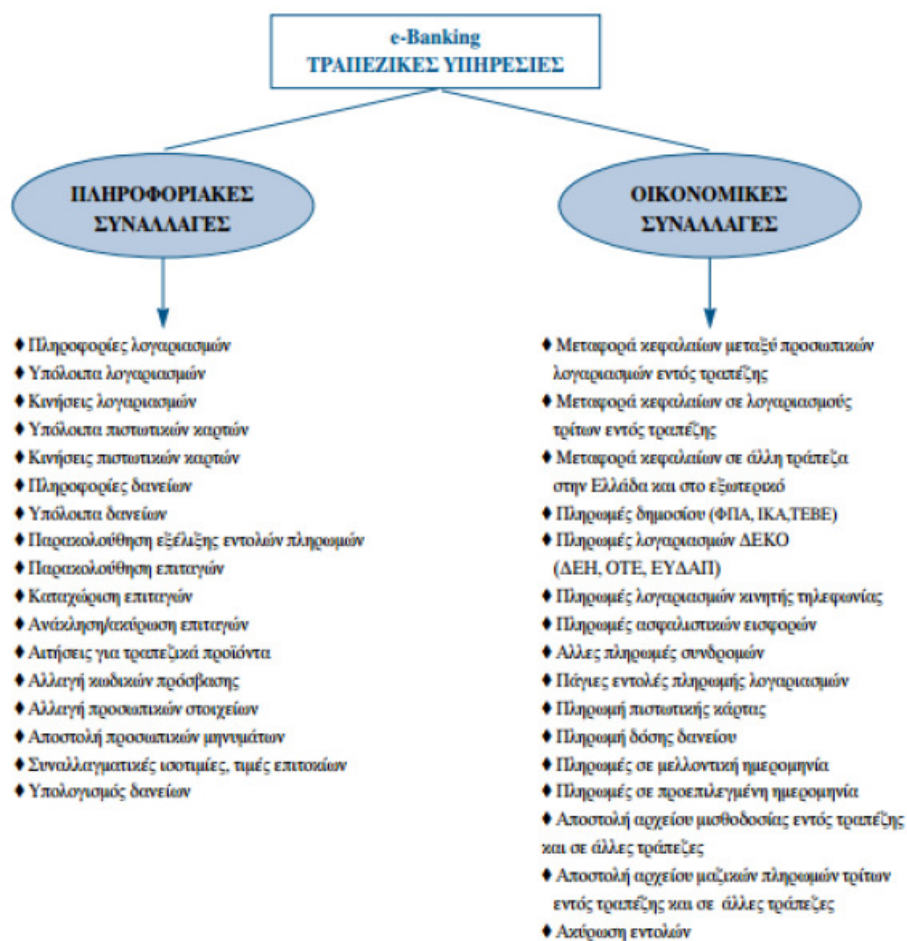 e-Banking
ΤΡΑΠΕΖΙΚΕΣ ΥΠΗΡΕΣΙΕΣ
ΠΛΗΡΟΦΟΡΙΑΚΕΣ
ΣΥΝΑΛΛΑΓΕΣ
♦ Πληροφορίες λογαριασμών
♦ Υπόλοιπα λογαριασμών
♦ Κινήσεις λογαριασμών
♦ Υπόλοιπα πιστωτικών καρτών
♦ Κινήσεις πιστωτικών καρτών
♦ Πληροφορίες δανείων
♦ Υπόλοιπα δανείων
♦ Παρακολούθηση εξέλιξης εντολών πληρωμών
♦ Παρακολούθηση επιταγών
♦ Καταχώριση επιταγών
♦ Ανάκληση/ακύρωση επιταγών
♦ Αιτήσεις για τραπεζικά προϊόντα
♦ Αλλαγή κωδικών πρόσβασης
♦ Αλλαγή προσωπικών στοιχείων
♦ Αποστολή προσωπικών μηνυμάτων
♦ Συναλλαγματικές ισοτιμίες, τιμές επιτοκίων
♦ Υπολογισμός δανείων
ΟΙΚΟΝΟΜΙΚΕΣ
ΣΥΝΑΛΛΑΓΕΣ
♦ Μεταφορά κεφαλαίων μεταξύ προσωπικών
λογαριασμών εντός τραπέζης
♦ Μεταφορά κεφαλαίων σε λογαριασμούς
τρίτων εντός τραπέζης
♦ Μεταφορά κεφαλαίων σε άλλη τράπεζα
στην Ελλάδα και στο εξωτερικό
♦ Πληρωμές δημοσίου (ΦΠΑ, ΙΚΑ,ΤΕΒΕ)
♦ Πληρωμές λογαριασμών ΔΕΚΟ
(ΔΕΗ, ΟΤΕ, ΕΥΔΑΠ)
♦ Πληρωμές λογαριασμών κινητής τηλεφωνίας
♦ Πληρωμές ασφαλιστικών εισφορών
♦ Αλλες πληρωμές συνδρομών
♦ Πάγιες εντολές πληρωμής λογαριασμών
♦ Πληρωμή πιστωτικής κάρτας
♦ Πληρωμή δόσης δανείου
♦ Πληρωμές σε μελλοντική ημερομηνία
♦ Πληρωμές σε προεπιλεγμένη ημερομηνία
♦ Αποστολή αρχείου μισθοδοσίας εντός τραπέζης
και σε άλλες τράπεζες
♦ Αποστολή αρχείου μαζικών πληρωμών τρίτων
εντός τραπέζης και σε άλλες τράπεζες
♦ Ακύρωση εντολών